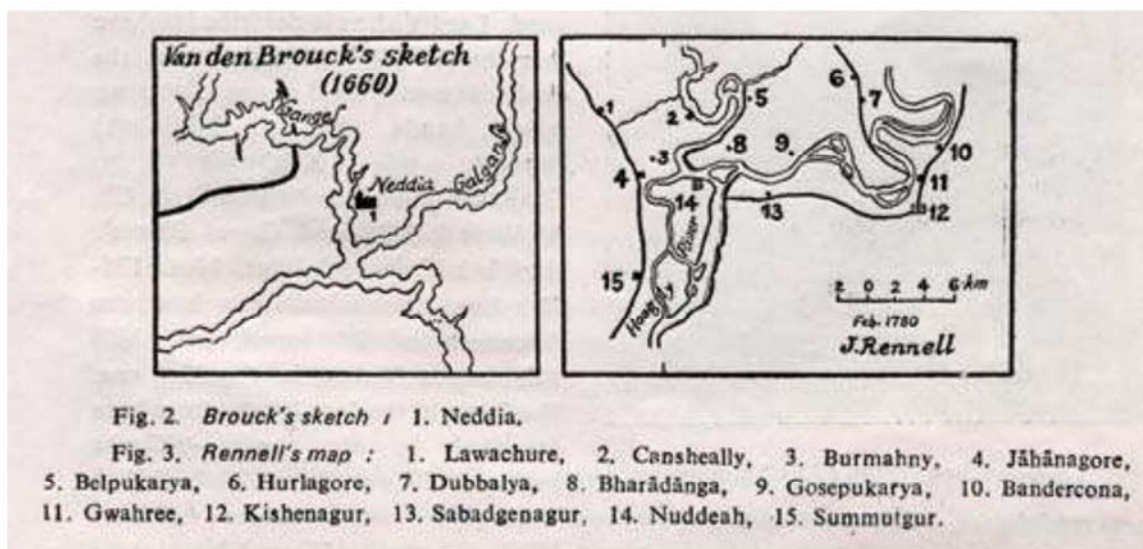 Van den Brouck's sketch
(1660)
Ganges
Neddia
Galgana
1
1
2
3
4
5
6
7
8
9
10
11
12
13
14
15
River
Hoogly
2 0 2 4 6 km
Feb. 1780
J. Rennell
Fig. 2. Brouck's sketch : 1. Neddia.
Fig. 3. Rennell's map : 1. Lawachure, 2. Cansheally, 3. Burmahny, 4. Jāhānagore,
5. Belpukarya, 6. Hurlagore, 7. Dubbalya, 8. Bharādānga, 9. Gosepukarya, 10. Bandercona,
11. Gwahree, 12. Kishenagur, 13. Sabadgenagur, 14. Nuddeah, 15. Summutgur.